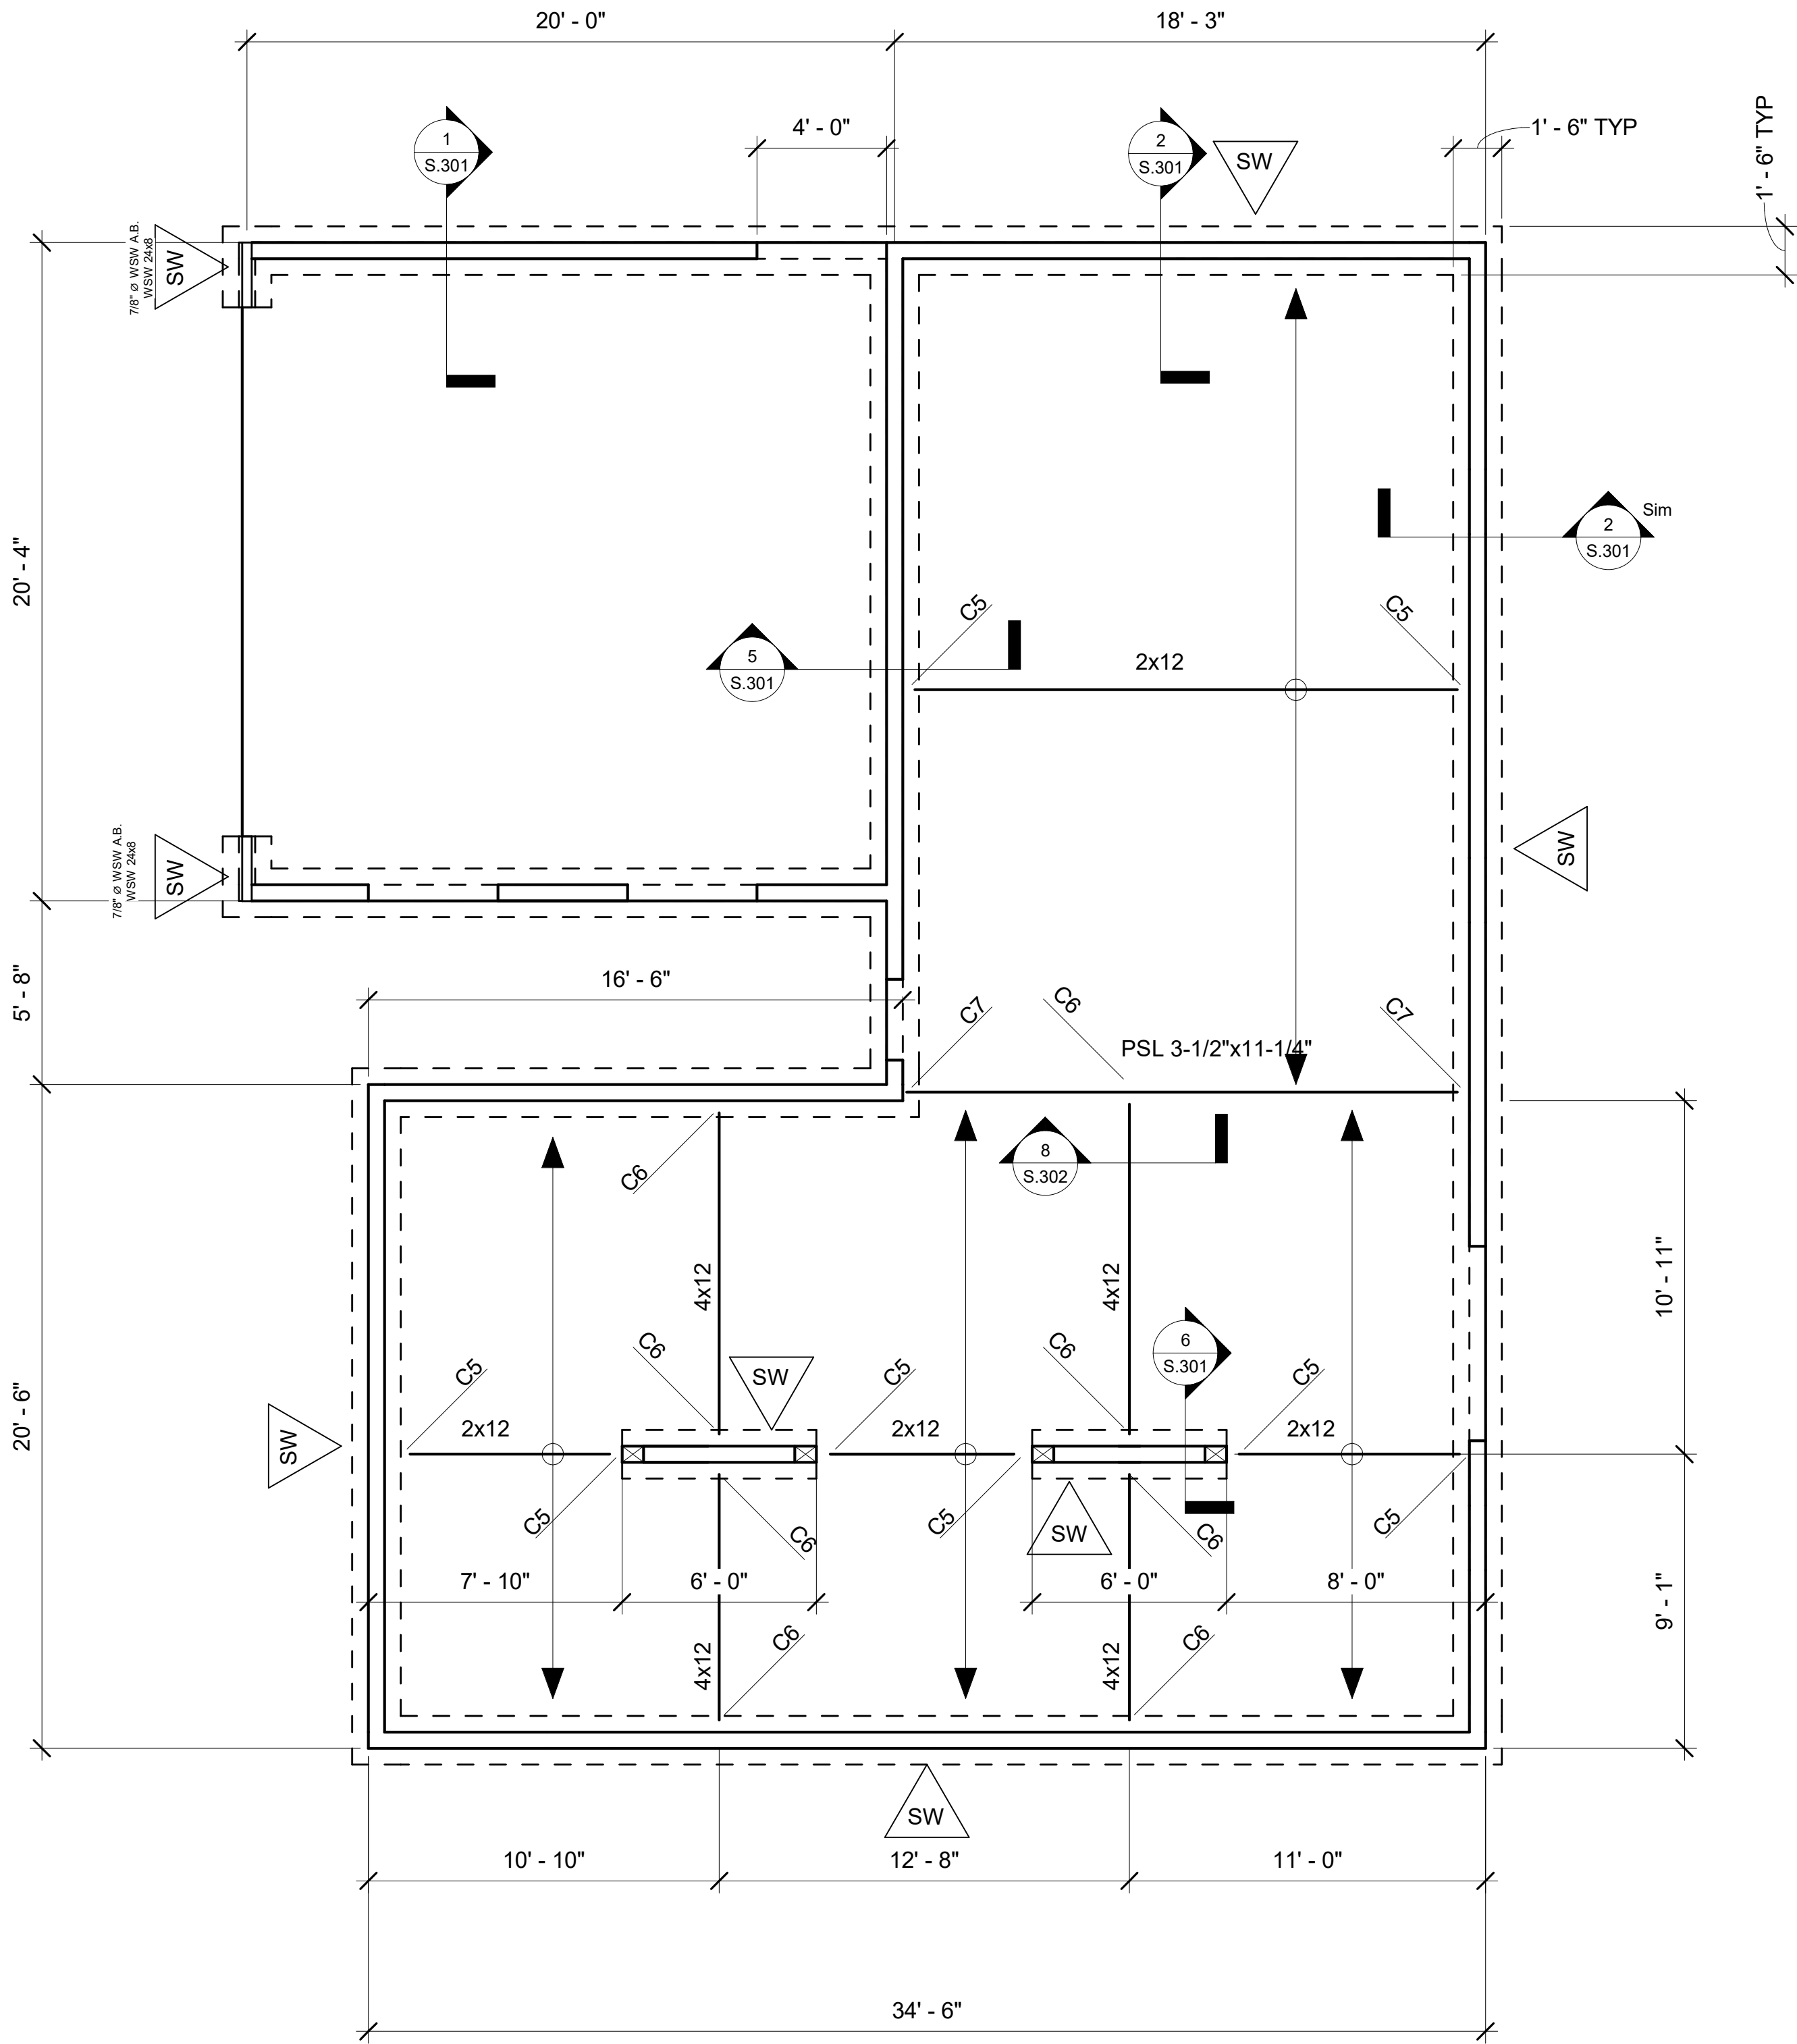 20' - 0"
18' - 3"
4' - 0"
1' - 6" TYP
1' - 6" TYP
1
S.301
2
S.301
SW
7/8" ⌀ WSW A.B.
WSW 24x8
SW
2
S.301
Sim
20' - 4"
C5
C5
5
S.301
2x12
7/8" ⌀ WSW A.B.
WSW 24x8
SW
SW
5' - 8"
16' - 6"
C7
C6
C7
PSL 3-1/2"x11-1/4"
8
S.302
C6
4x12
4x12
10' - 11"
6
S.301
C6
C6
SW
C5
C5
C5
20' - 6"
SW
2x12
2x12
2x12
C5
C6
C5
SW
C6
C5
7' - 10"
6' - 0"
6' - 0"
8' - 0"
9' - 1"
C6
C6
4x12
4x12
SW
10' - 10"
12' - 8"
11' - 0"
34' - 6"